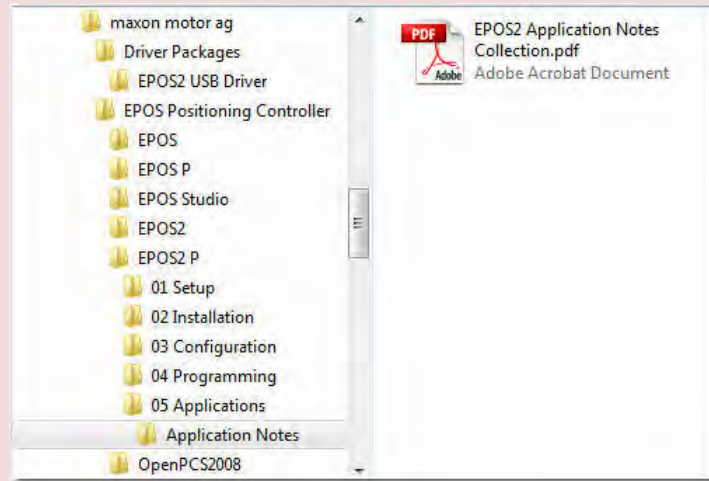 maxon motor ag
Driver Packages
EPOS2 USB Driver
EPOS Positioning Controller
EPOS
EPOS P
EPOS Studio
EPOS2
EPOS2 P
01 Setup
02 Installation
03 Configuration
04 Programming
05 Applications
Application Notes
OpenPCS2008
PDF
Adobe
EPOS2 Application Notes
Collection.pdf
Adobe Acrobat Document